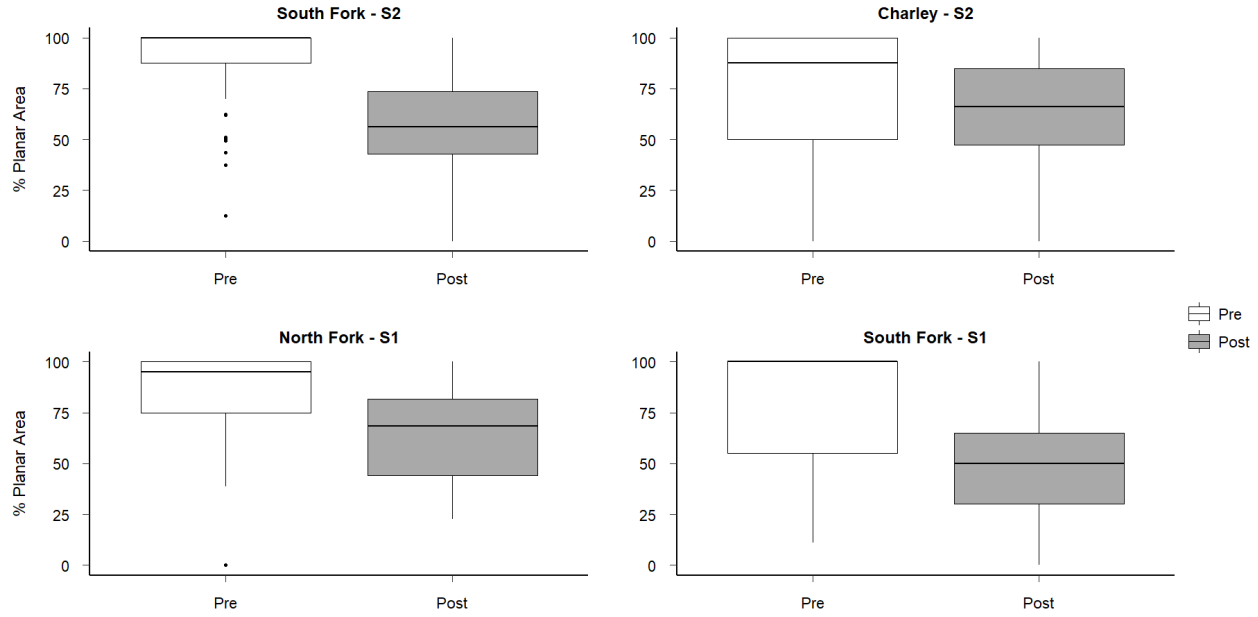 South Fork - S2
% Planar Area
100
75
50
25
0
Pre
Post
Charley - S2
100
75
50
25
0
Pre
Post
North Fork - S1
% Planar Area
100
75
50
25
0
Pre
Post
South Fork - S1
100
75
50
25
0
Pre
Post
Pre
Post